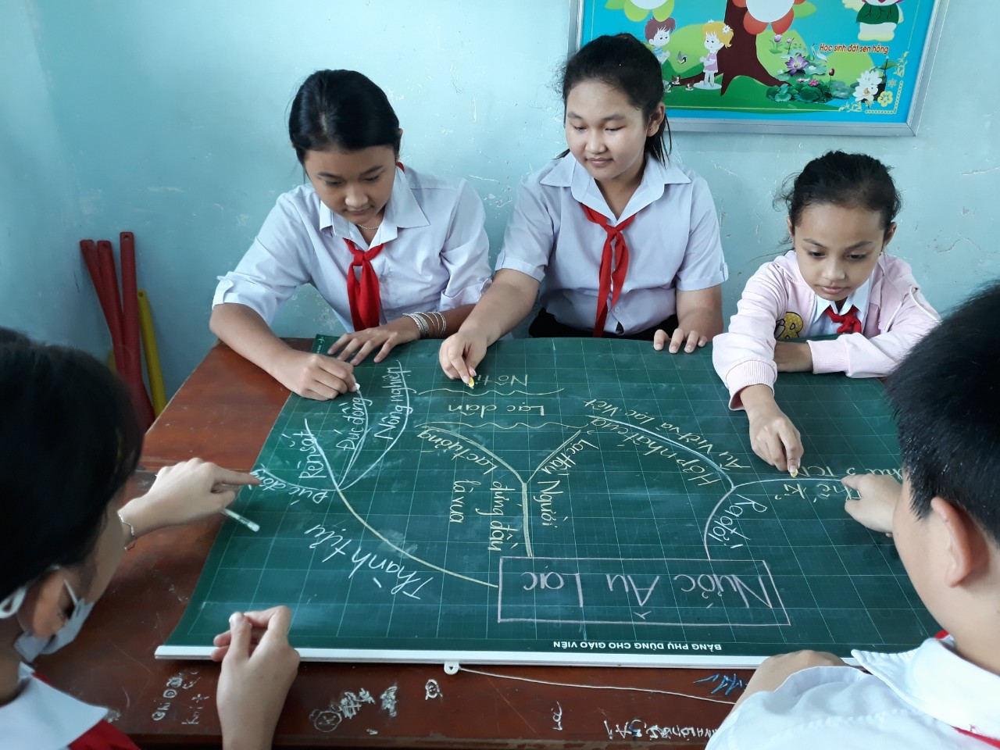 Học sinh đất sen hồng
BẢNG PHỤ DÙNG CHO GIÁO VIÊN
Nước Âu Lạc
Ra đời
Thế kỉ
TCN
Hợp nhất của
Âu Việt và Lạc Việt
Người
đứng đầu
là vua
Lạc Hầu
Lạc tướng
Lạc dân
Nô tì
Thành tựu
Đúc đồng
Rèn sắt
Đúc đồng
Nông nghiệp